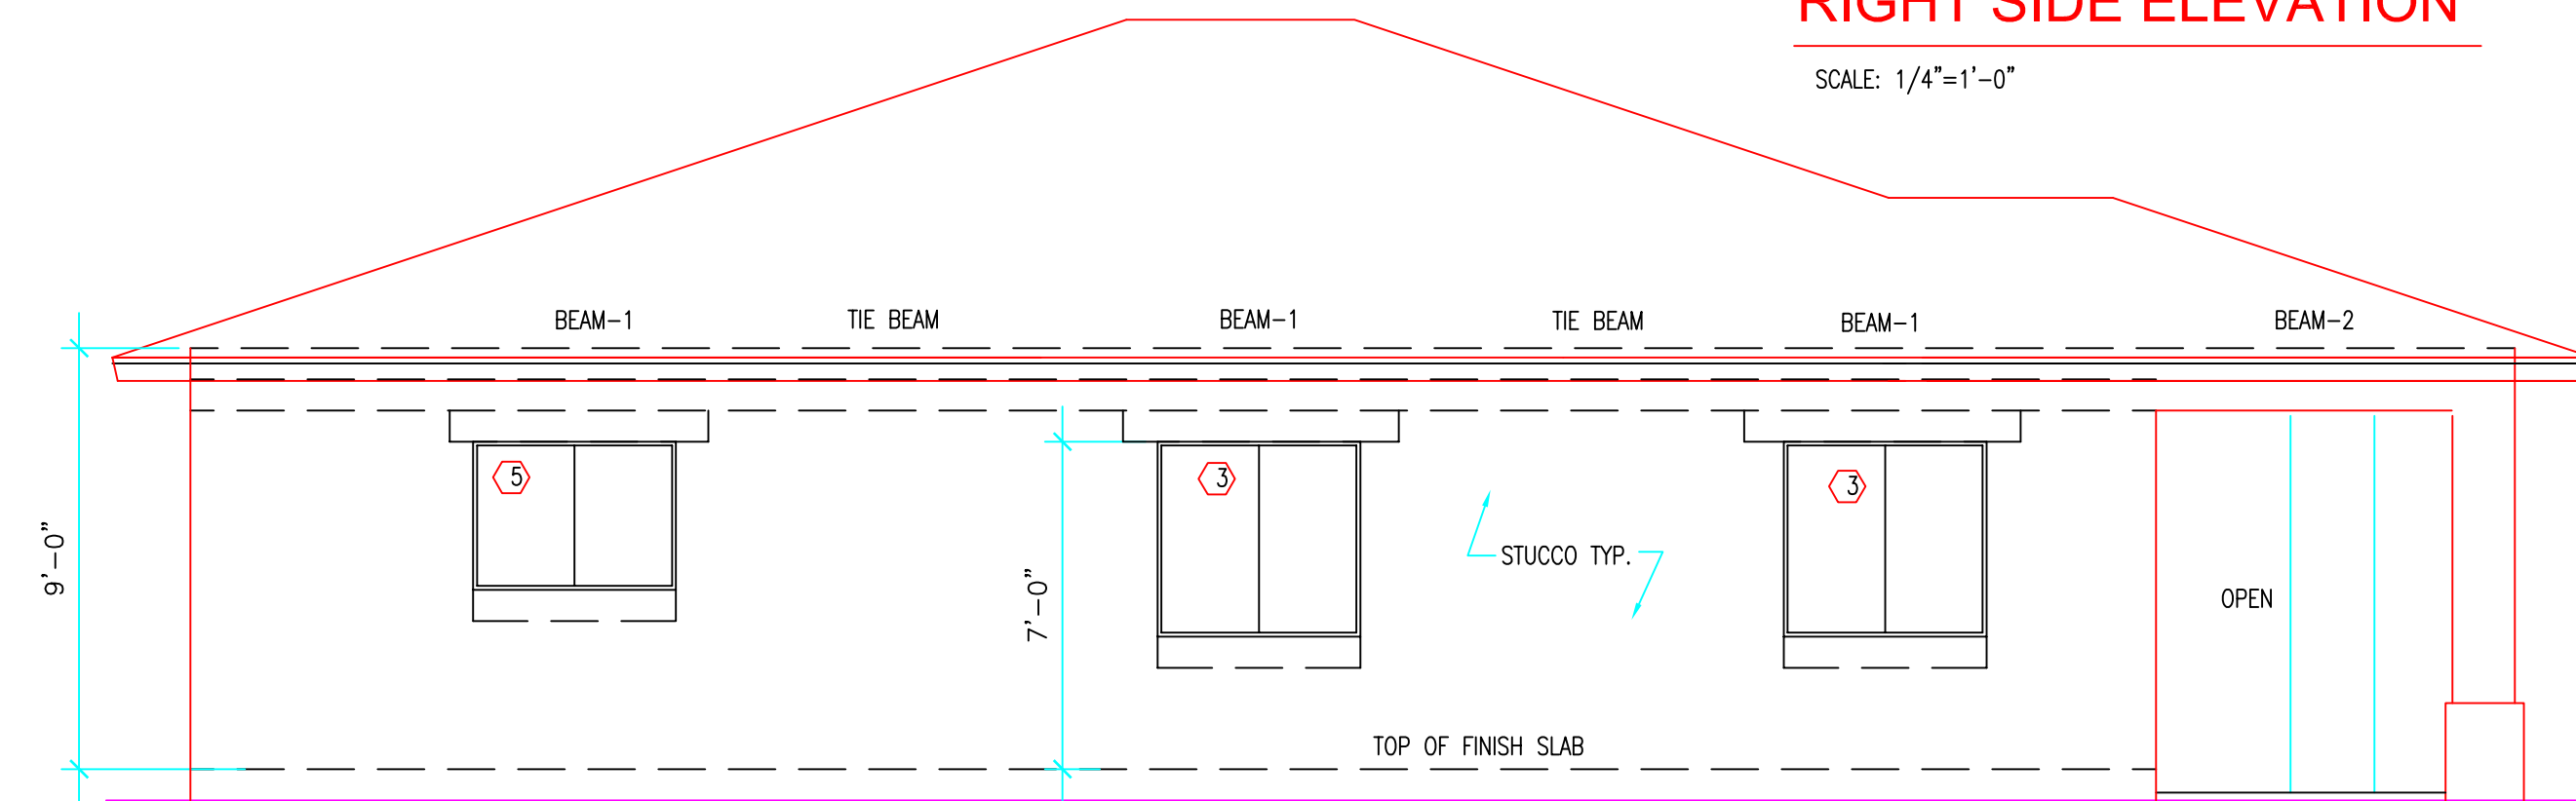 RIGHT SIDE ELEVATION
SCALE: 1/4"=1'-0"
BEAM-1
TIE BEAM
BEAM-1
TIE BEAM
BEAM-1
BEAM-2
5
3
3
9'-0"
7'-0"
STUCCO TYP.
OPEN
TOP OF FINISH SLAB